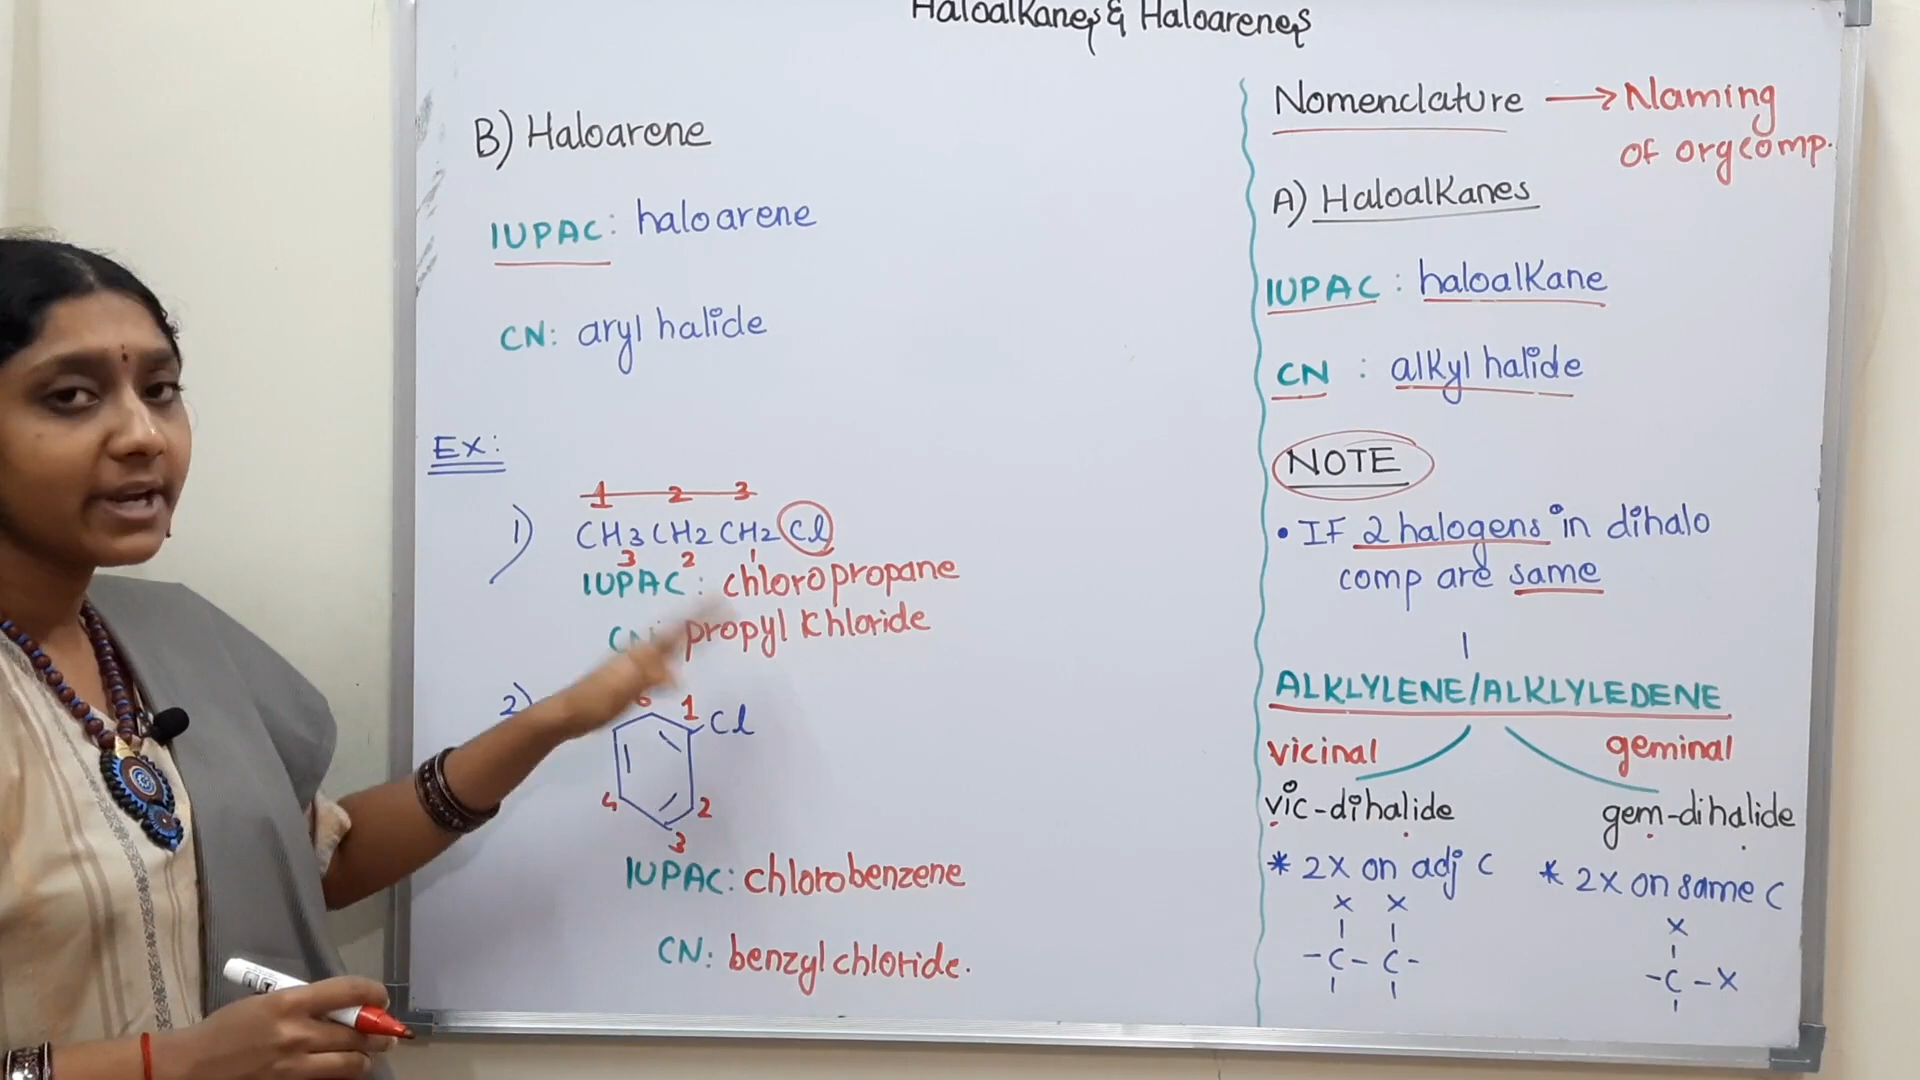 Haloalkanes & Haloarenes
B) Haloarene
IUPAC: haloarene
CN: aryl halide
EX:
1) 1 2 3
CH3 CH2 CH2 Cl
3 2 1
IUPAC: chloropropane
CN: propyl chloride
2) 6 1 Cl
4 2
3
IUPAC: chlorobenzene
CN: benzyl chloride.
Nomenclature → Naming
of org comp.
A) Haloalkanes
IUPAC : haloalkane
CN : alkyl halide
NOTE
• IF 2 halogens in dihalo
comp are same
ALKLYLENE/ALKLYLEDENE
vicinal
vic-dihalide
* 2X on adj C
X X
-C-C-
geminal
gem-dihalide
* 2X on same C
X
-C-X